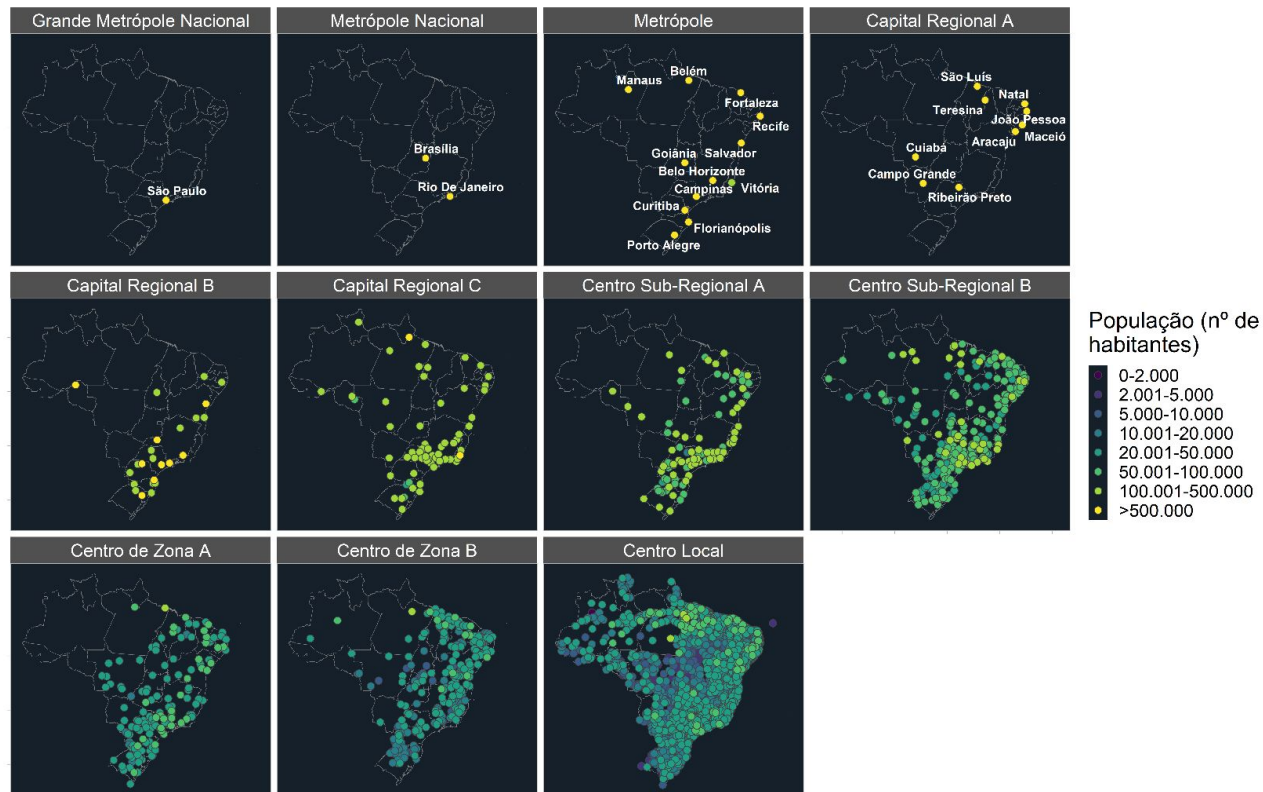 Grande Metrópole Nacional
Metrópole Nacional
Metrópole
Capital Regional A
São Paulo
Brasília
Rio De Janeiro
Manaus
Belém
Fortaleza
Recife
Goiânia
Salvador
Belo Horizonte
Campinas
Vitória
Curitiba
Florianópolis
Porto Alegre
São Luís
Natal
Teresina
João Pessoa
Aracaju
Maceió
Cuiabá
Campo Grande
Ribeirão Preto
Capital Regional B
Capital Regional C
Centro Sub-Regional A
Centro Sub-Regional B
População (nº de
habitantes)
0-2.000
2.001-5.000
5.000-10.000
10.001-20.000
20.001-50.000
50.001-100.000
100.001-500.000
>500.000
Centro de Zona A
Centro de Zona B
Centro Local